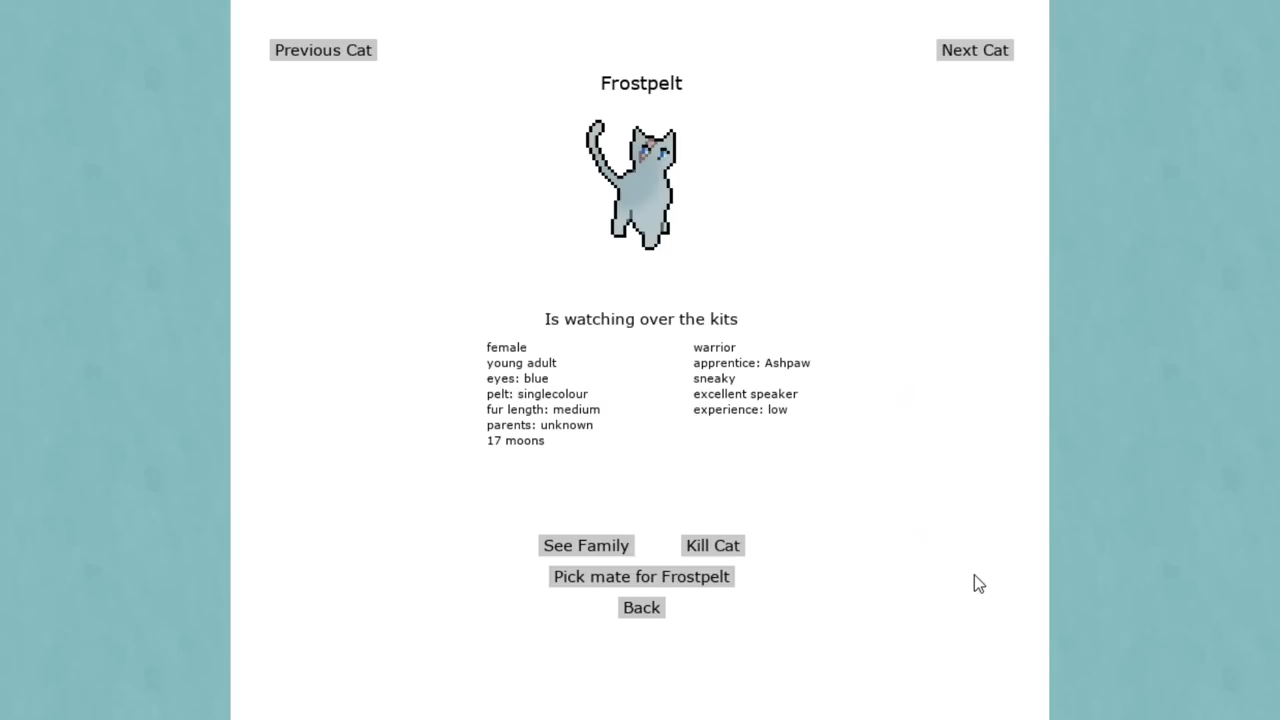 Previous Cat
Next Cat
Frostpelt
Is watching over the kits
female
young adult
eyes: blue
pelt: singlecolour
fur length: medium
parents: unknown
17 moons
warrior
apprentice: Ashpaw
sneaky
excellent speaker
experience: low
See Family
Kill Cat
Pick mate for Frostpelt
Back